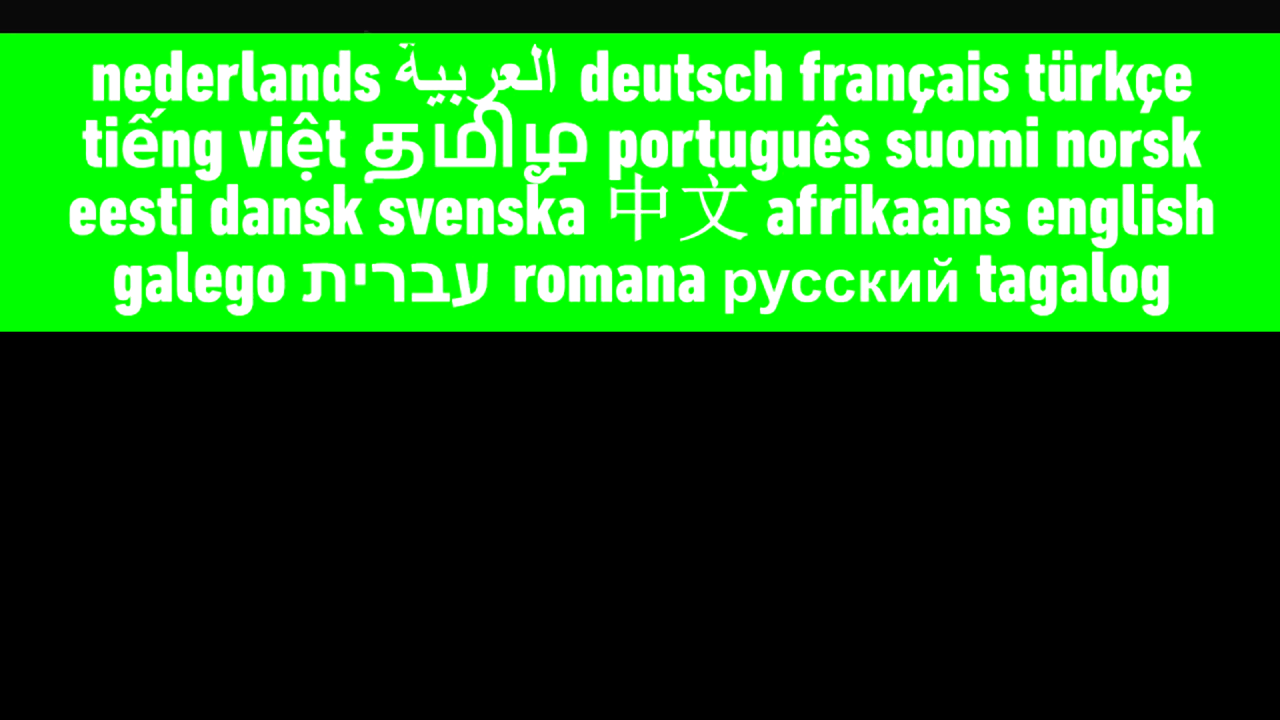 nederlands العربية deutsch français türkçe
tiếng việt தமிழ português suomi norsk
eesti dansk svenska 中文 afrikaans english
galego עברית romana русский tagalog